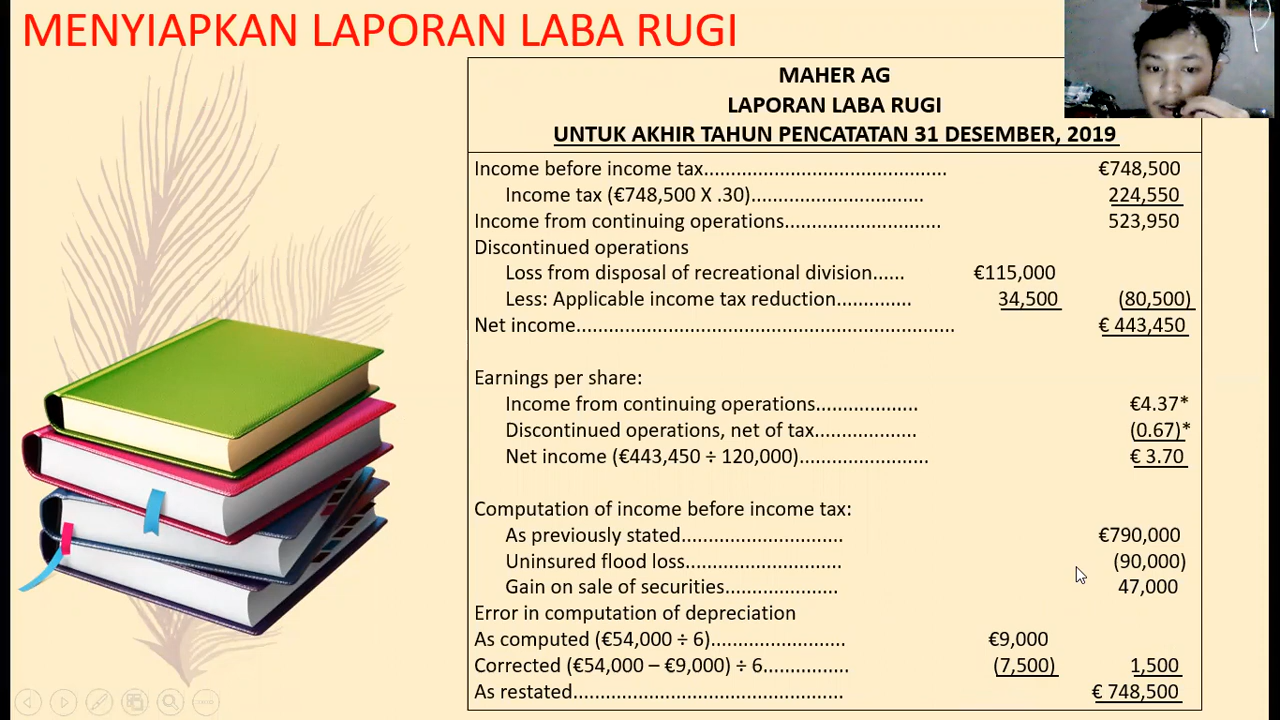 MENYIAPKAN LAPORAN LABA RUGI
MAHER AG
LAPORAN LABA RUGI
UNTUK AKHIR TAHUN PENCATATAN 31 DESEMBER, 2019
Income before income tax............................................... €748,500
Income tax (€748,500 X .30)................................. 224,550
Income from continuing operations............................. 523,950
Discontinued operations
Loss from disposal of recreational division...... €115,000
Less: Applicable income tax reduction.............. 34,500 (80,500)
Net income....................................................................... € 443,450
Earnings per share:
Income from continuing operations................... €4.37*
Discontinued operations, net of tax................... (0.67)*
Net income (€443,450 ÷ 120,000)........................ € 3.70
Computation of income before income tax:
As previously stated............................................. €790,000
Uninsured flood loss............................. (90,000)
Gain on sale of securities..................... 47,000
Error in computation of depreciation
As computed (€54,000 ÷ 6)......................... €9,000
Corrected (€54,000 – €9,000) ÷ 6................ (7,500) 1,500
As restated.................................................. € 748,500